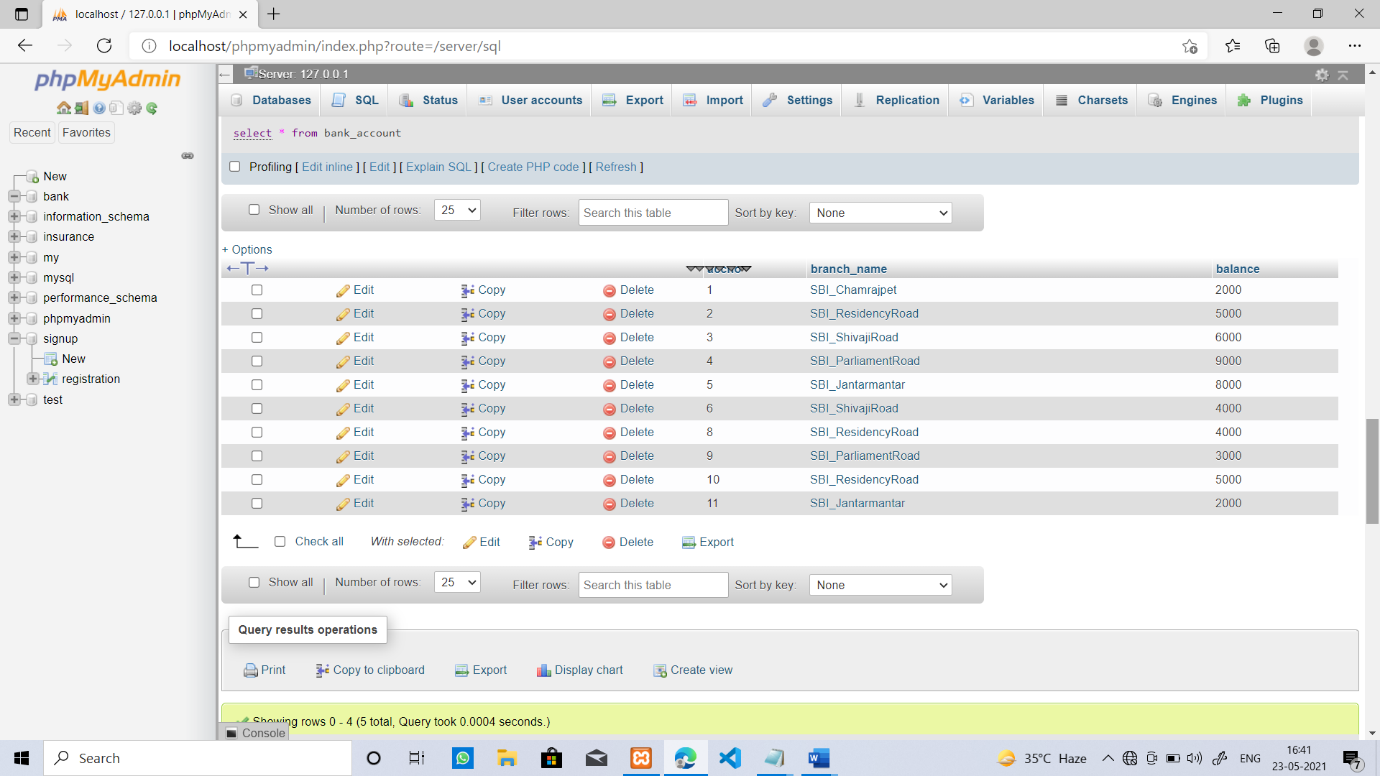 localhost / 127.0.0.1 | phpMyAdn
localhost/phpmyadmin/index.php?route=/server/sql
phpMyAdmin
Recent Favorites
New
bank
information_schema
insurance
my
mysql
performance_schema
phpmyadmin
signup
New
registration
test
Server: 127.0.0.1
Databases SQL Status User accounts Export Import Settings Replication Variables Charsets Engines Plugins
select * from bank_account
Profiling [ Edit inline ] [ Edit ] [ Explain SQL ] [ Create PHP code ] [ Refresh ]
Show all | Number of rows: 25 Filter rows: Search this table Sort by key: None
+ Options
←T→ accno branch_name balance
Edit Copy Delete 1 SBI_Chamrajpet 2000
Edit Copy Delete 2 SBI_ResidencyRoad 5000
Edit Copy Delete 3 SBI_ShivajiRoad 6000
Edit Copy Delete 4 SBI_ParliamentRoad 9000
Edit Copy Delete 5 SBI_Jantarmantar 8000
Edit Copy Delete 6 SBI_ShivajiRoad 4000
Edit Copy Delete 8 SBI_ResidencyRoad 4000
Edit Copy Delete 9 SBI_ParliamentRoad 3000
Edit Copy Delete 10 SBI_ResidencyRoad 5000
Edit Copy Delete 11 SBI_Jantarmantar 2000
Check all With selected: Edit Copy Delete Export
Show all | Number of rows: 25 Filter rows: Search this table Sort by key: None
Query results operations
Print Copy to clipboard Export Display chart Create view
Showing rows 0 - 4 (5 total, Query took 0.0004 seconds.)
Console
Search
35°C Haze
ENG
16:41
23-05-2021
7